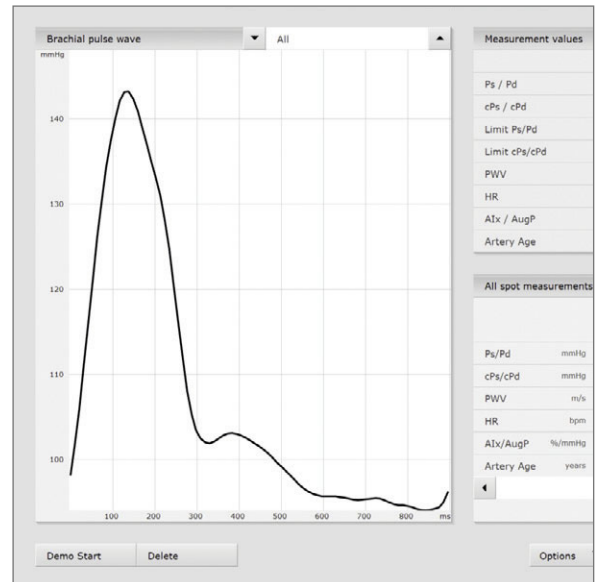 Brachial pulse wave
All
mmHg
140
130
120
110
100
100 200 300 400 500 600 700 800 ms
Demo Start
Delete
Measurement values
Ps / Pd
cPs / cPd
Limit Ps/Pd
Limit cPs/cPd
PWV
HR
AIx / AugP
Artery Age
All spot measurements
Ps/Pd mmHg
cPs/cPd mmHg
PWV m/s
HR bpm
AIx/AugP %/mmHg
Artery Age years
Options